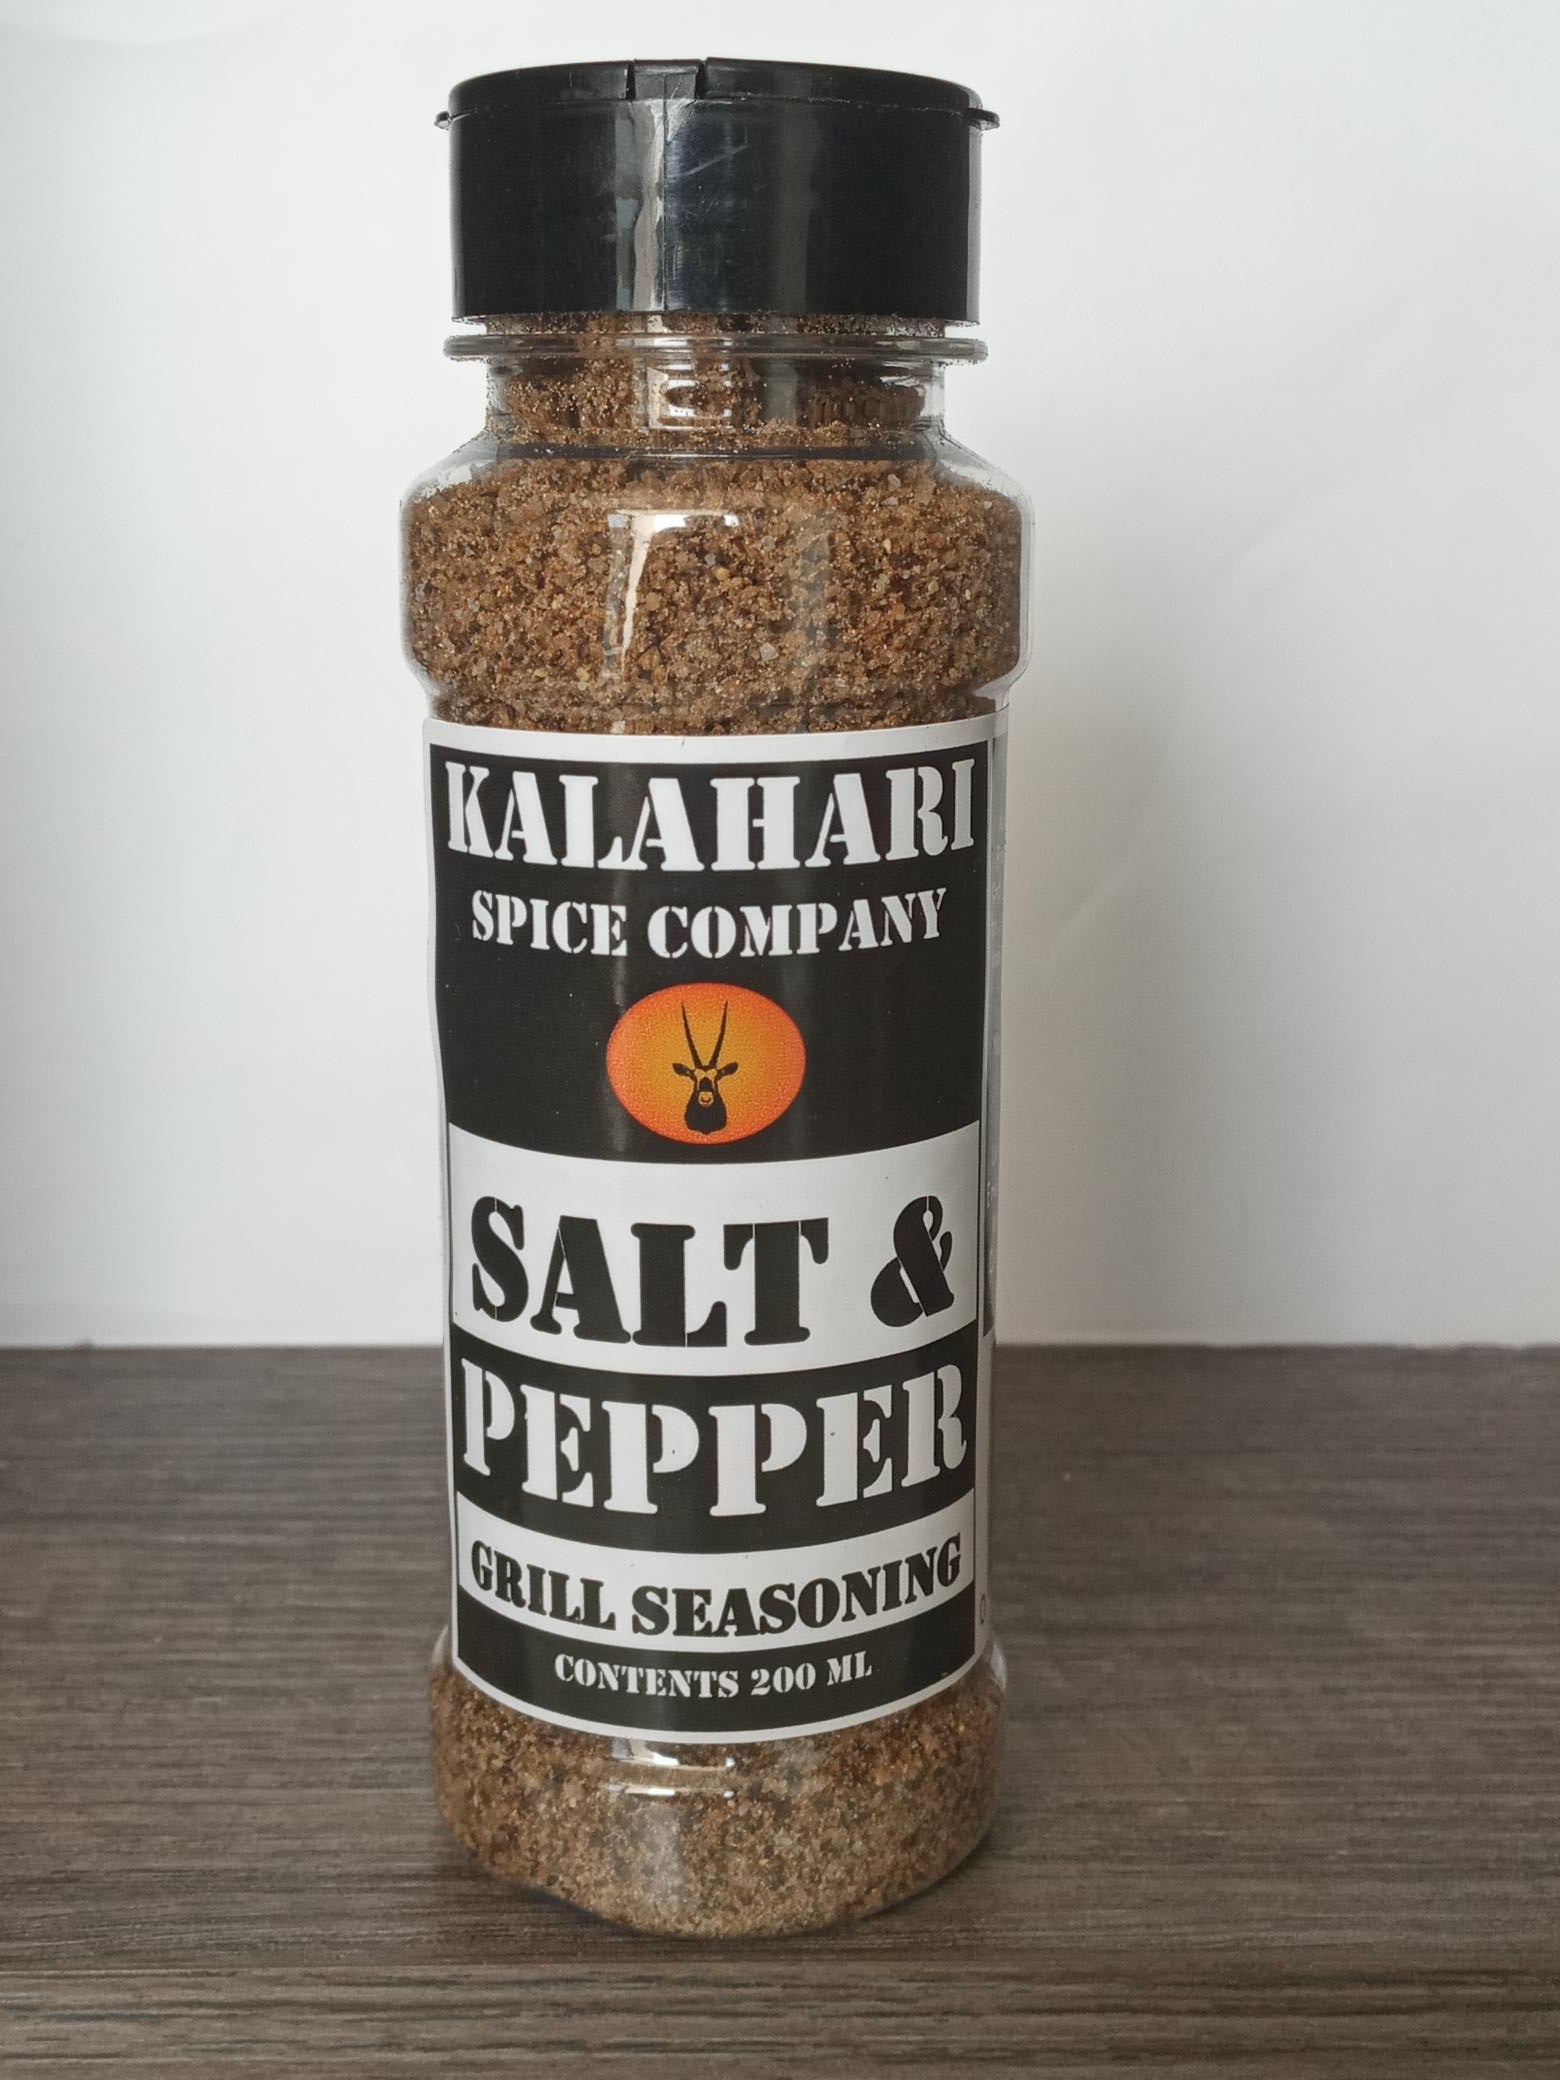 KALAHARI
SPICE COMPANY
SALT &
PEPPER
GRILL SEASONING
CONTENTS 200 ML